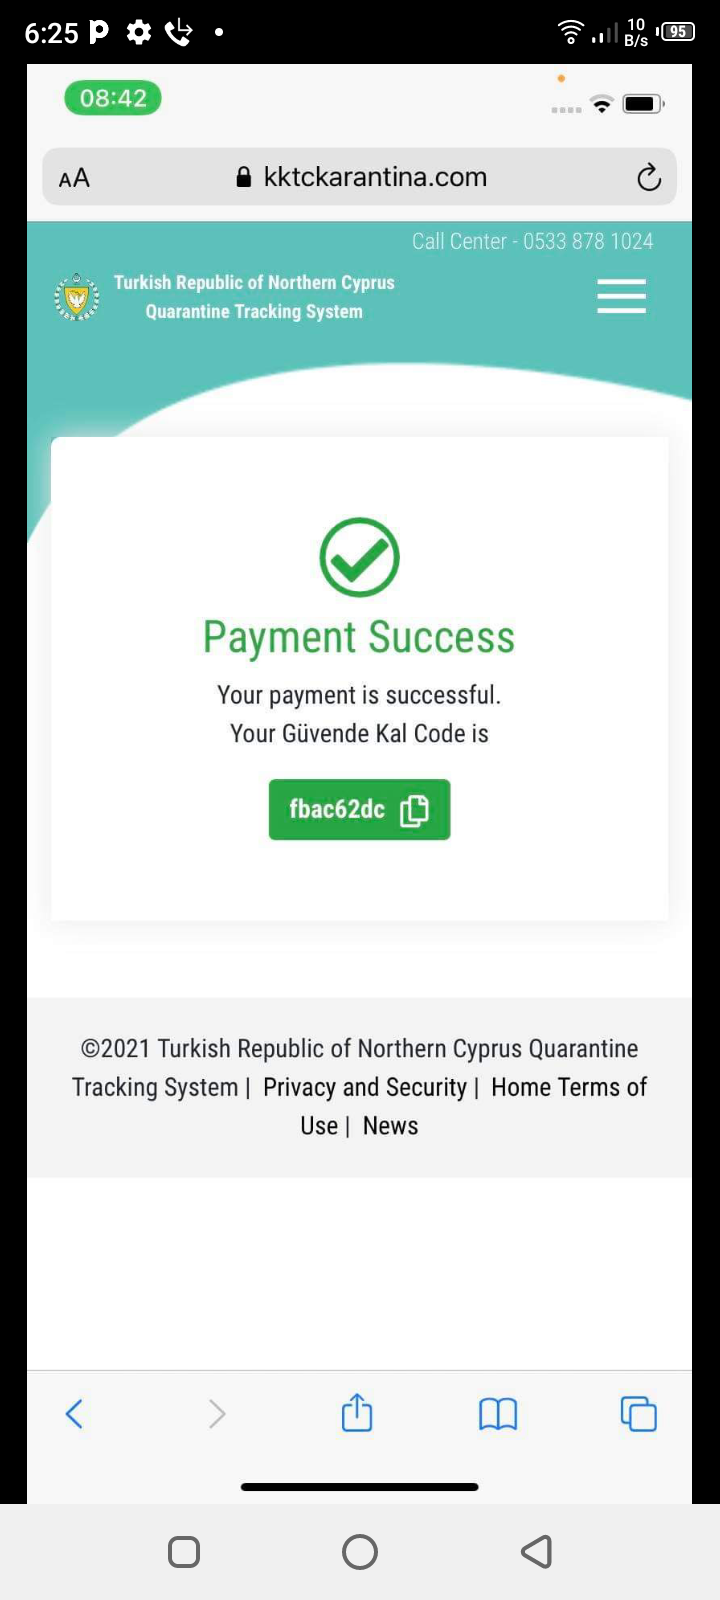 6:25
10
B/s
95
08:42
AA
kktckarantina.com
Call Center - 0533 878 1024
Turkish Republic of Northern Cyprus
Quarantine Tracking System
Payment Success
Your payment is successful.
Your Güvende Kal Code is
fbac62dc
©2021 Turkish Republic of Northern Cyprus Quarantine
Tracking System | Privacy and Security | Home Terms of
Use | News